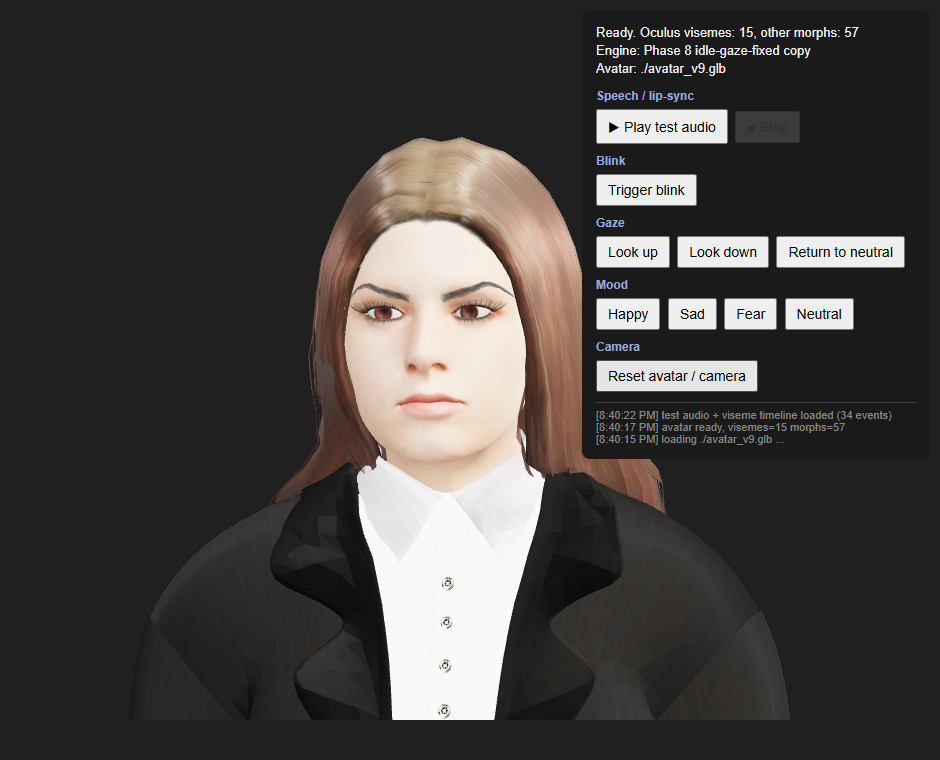 Ready. Oculus visemes: 15, other morphs: 57
Engine: Phase 8 idle-gaze-fixed copy
Avatar: ./avatar_v9.glb
Speech / lip-sync
▶ Play test audio ■ Stop
Blink
Trigger blink
Gaze
Look up Look down Return to neutral
Mood
Happy Sad Fear Neutral
Camera
Reset avatar / camera
[8:40:22 PM] test audio + viseme timeline loaded (34 events)
[8:40:17 PM] avatar ready, visemes=15 morphs=57
[8:40:15 PM] loading ./avatar_v9.glb ...